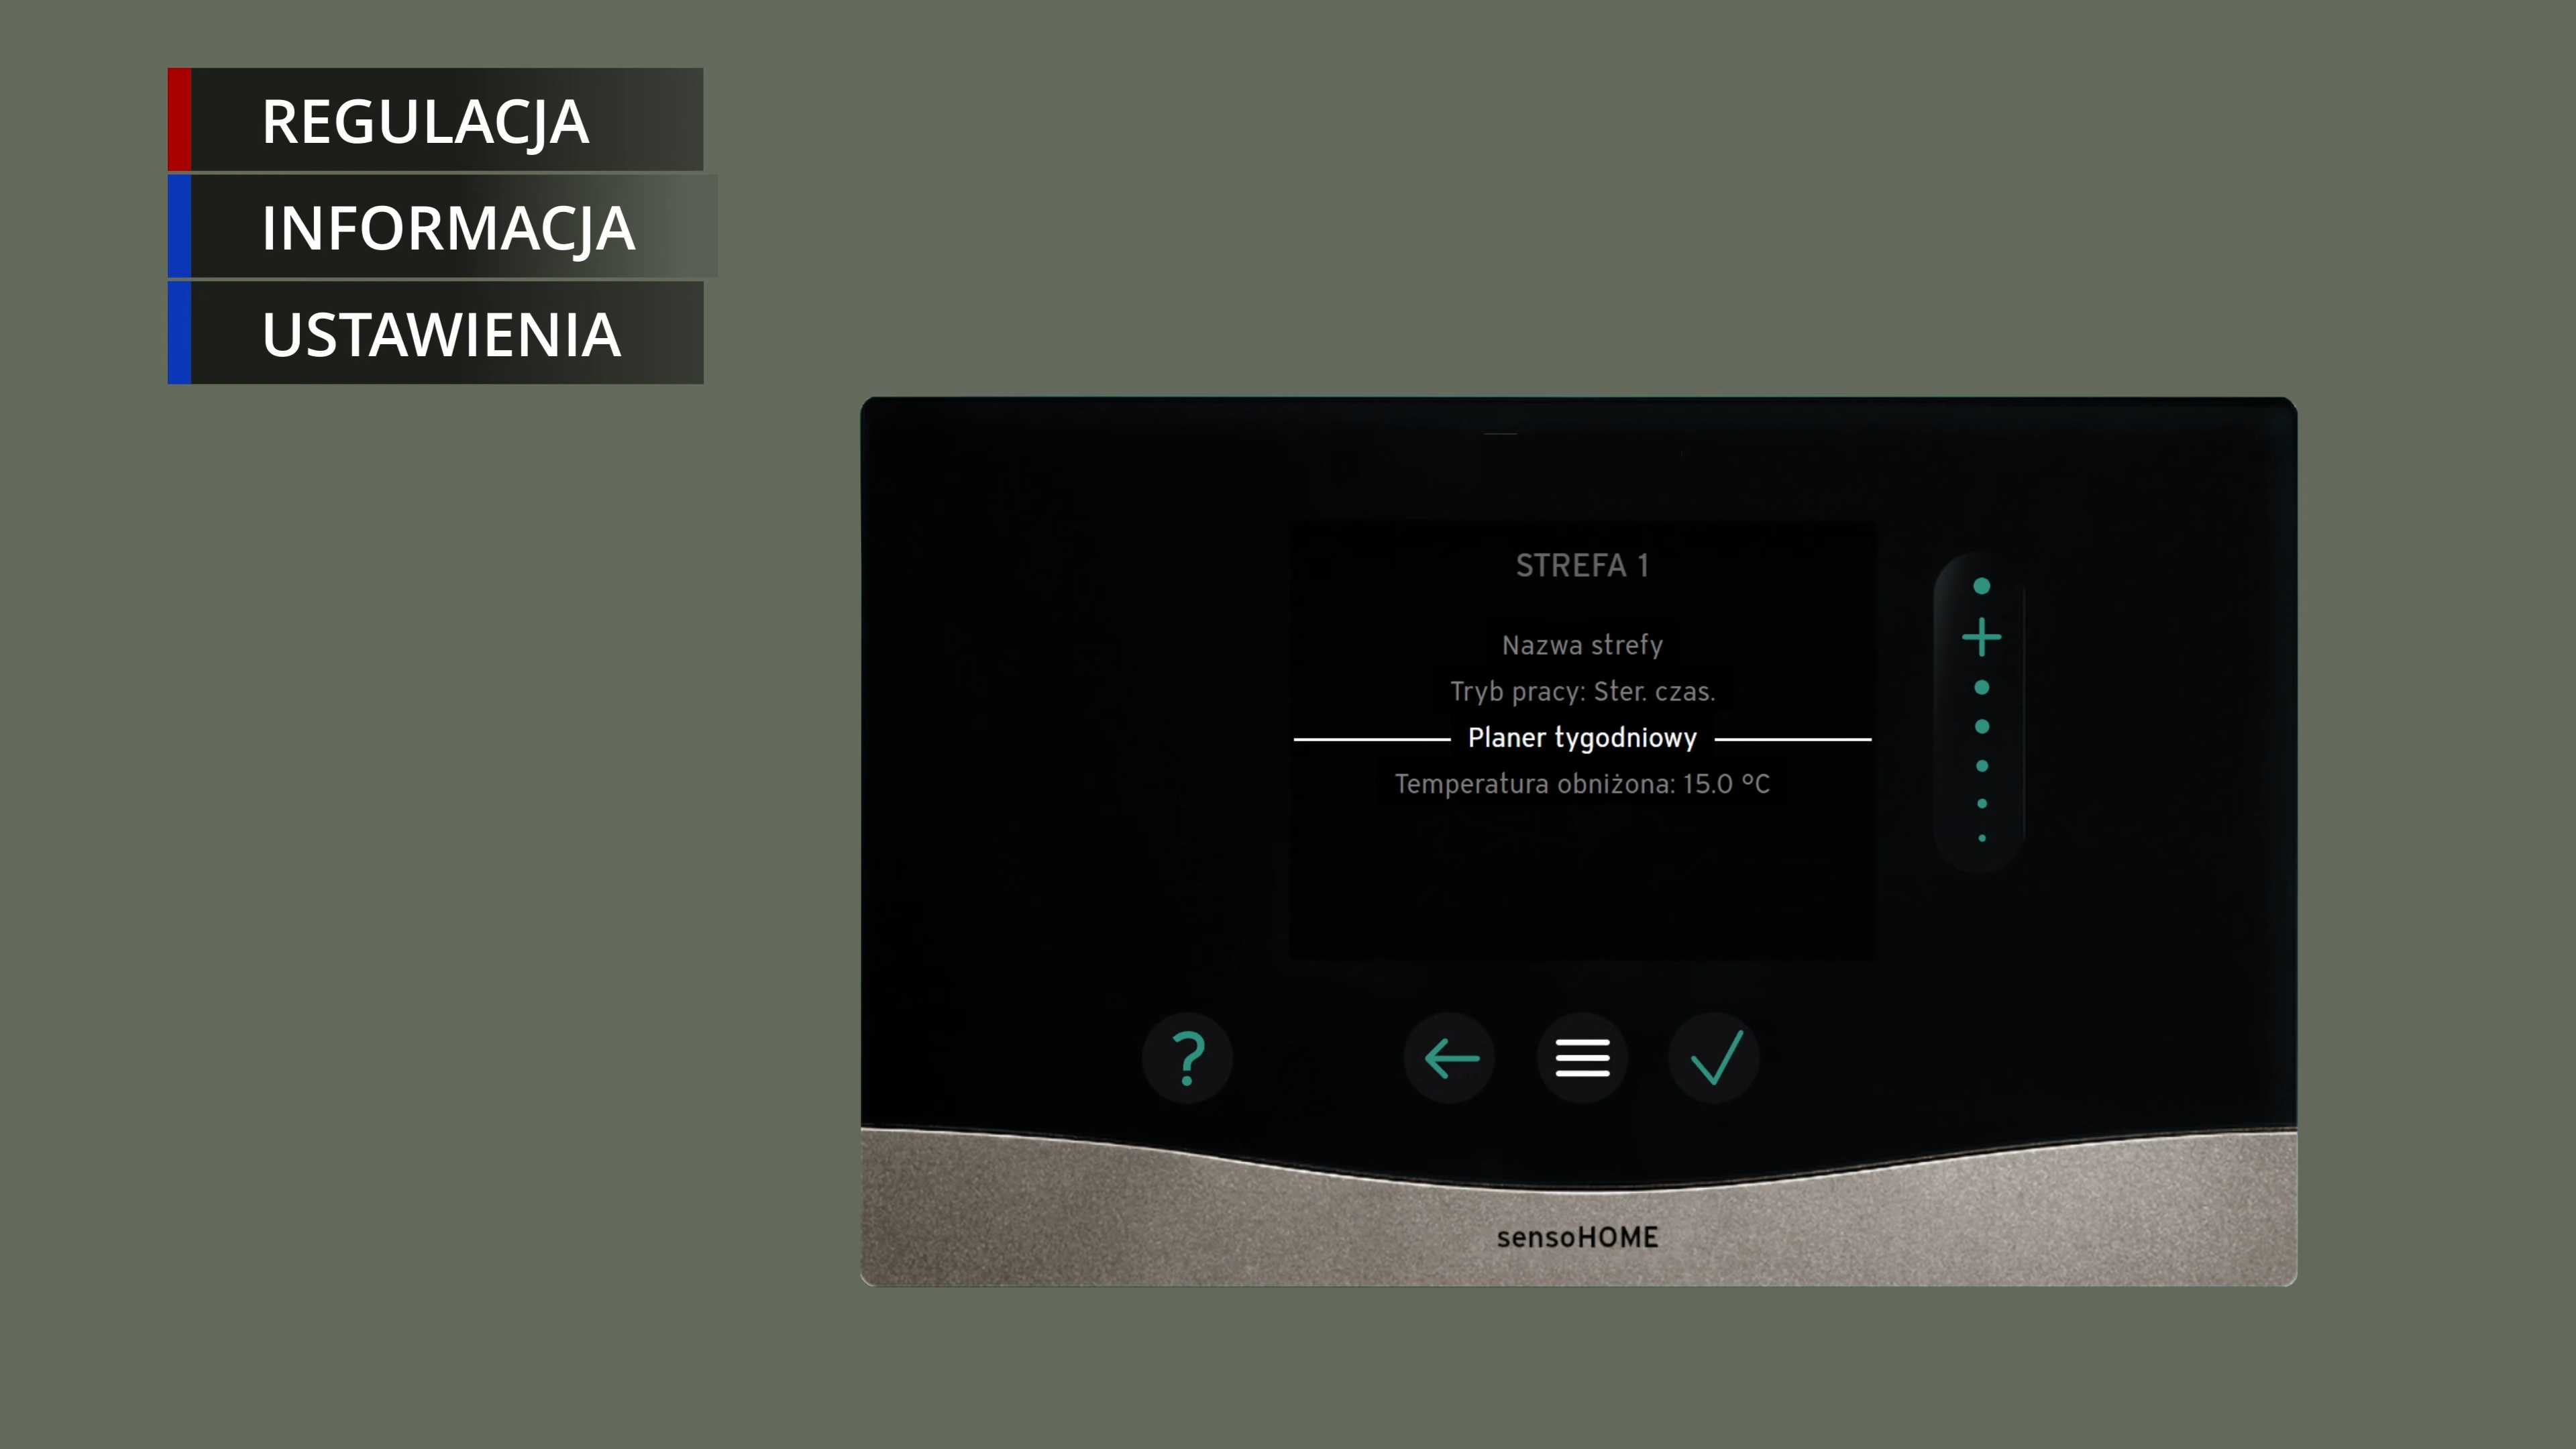 REGULACJA
INFORMACJA
USTAWIENIA
STREFA 1
Nazwa strefy
Tryb pracy: Ster. czas.
Planer tygodniowy
Temperatura obniżona: 15.0 °C
?
sensoHOME